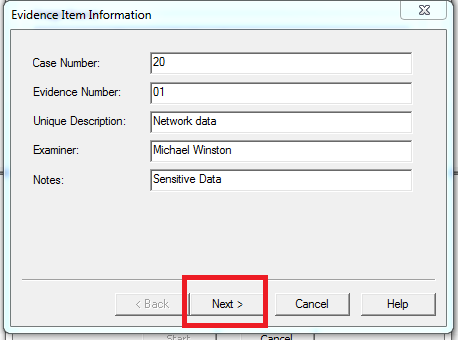 Evidence Item Information
Case Number: 20
Evidence Number: 01
Unique Description: Network data
Examiner: Michael Winston
Notes: Sensitive Data
< Back Next > Cancel Help
Start Cancel